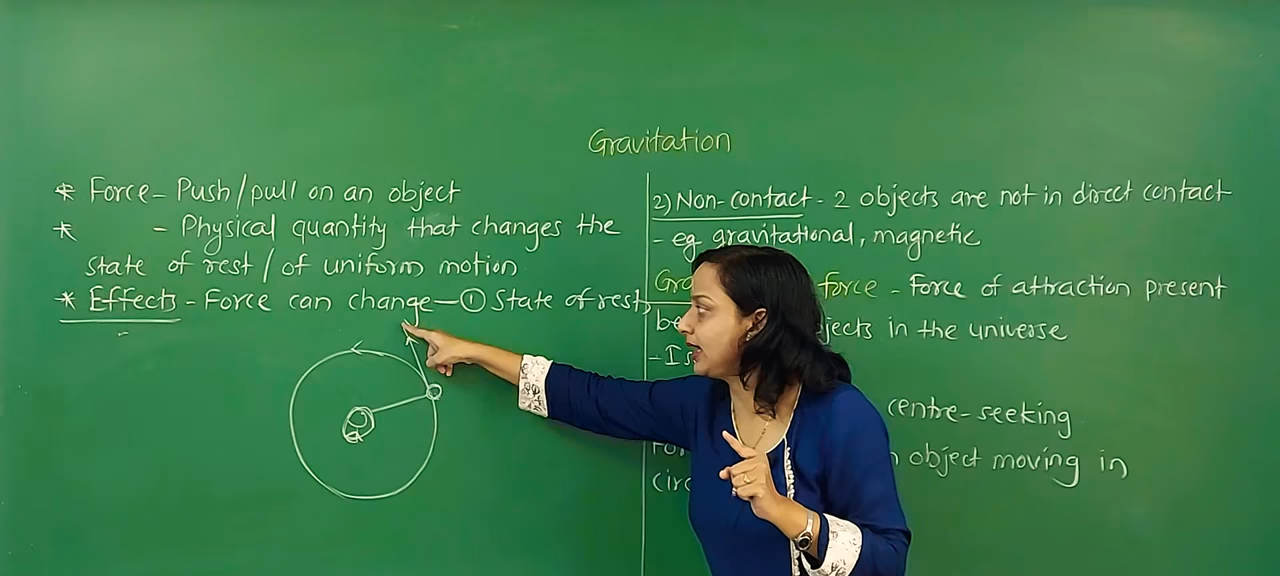 Gravitation
* Force - Push/pull on an object
* - Physical quantity that changes the
state of rest / of uniform motion
* Effects - Force can change - ① State of rest,
2) Non-contact - 2 objects are not in direct contact
- eg gravitational, magnetic
force - Force of attraction present
jects in the universe
centre-seeking
object moving in